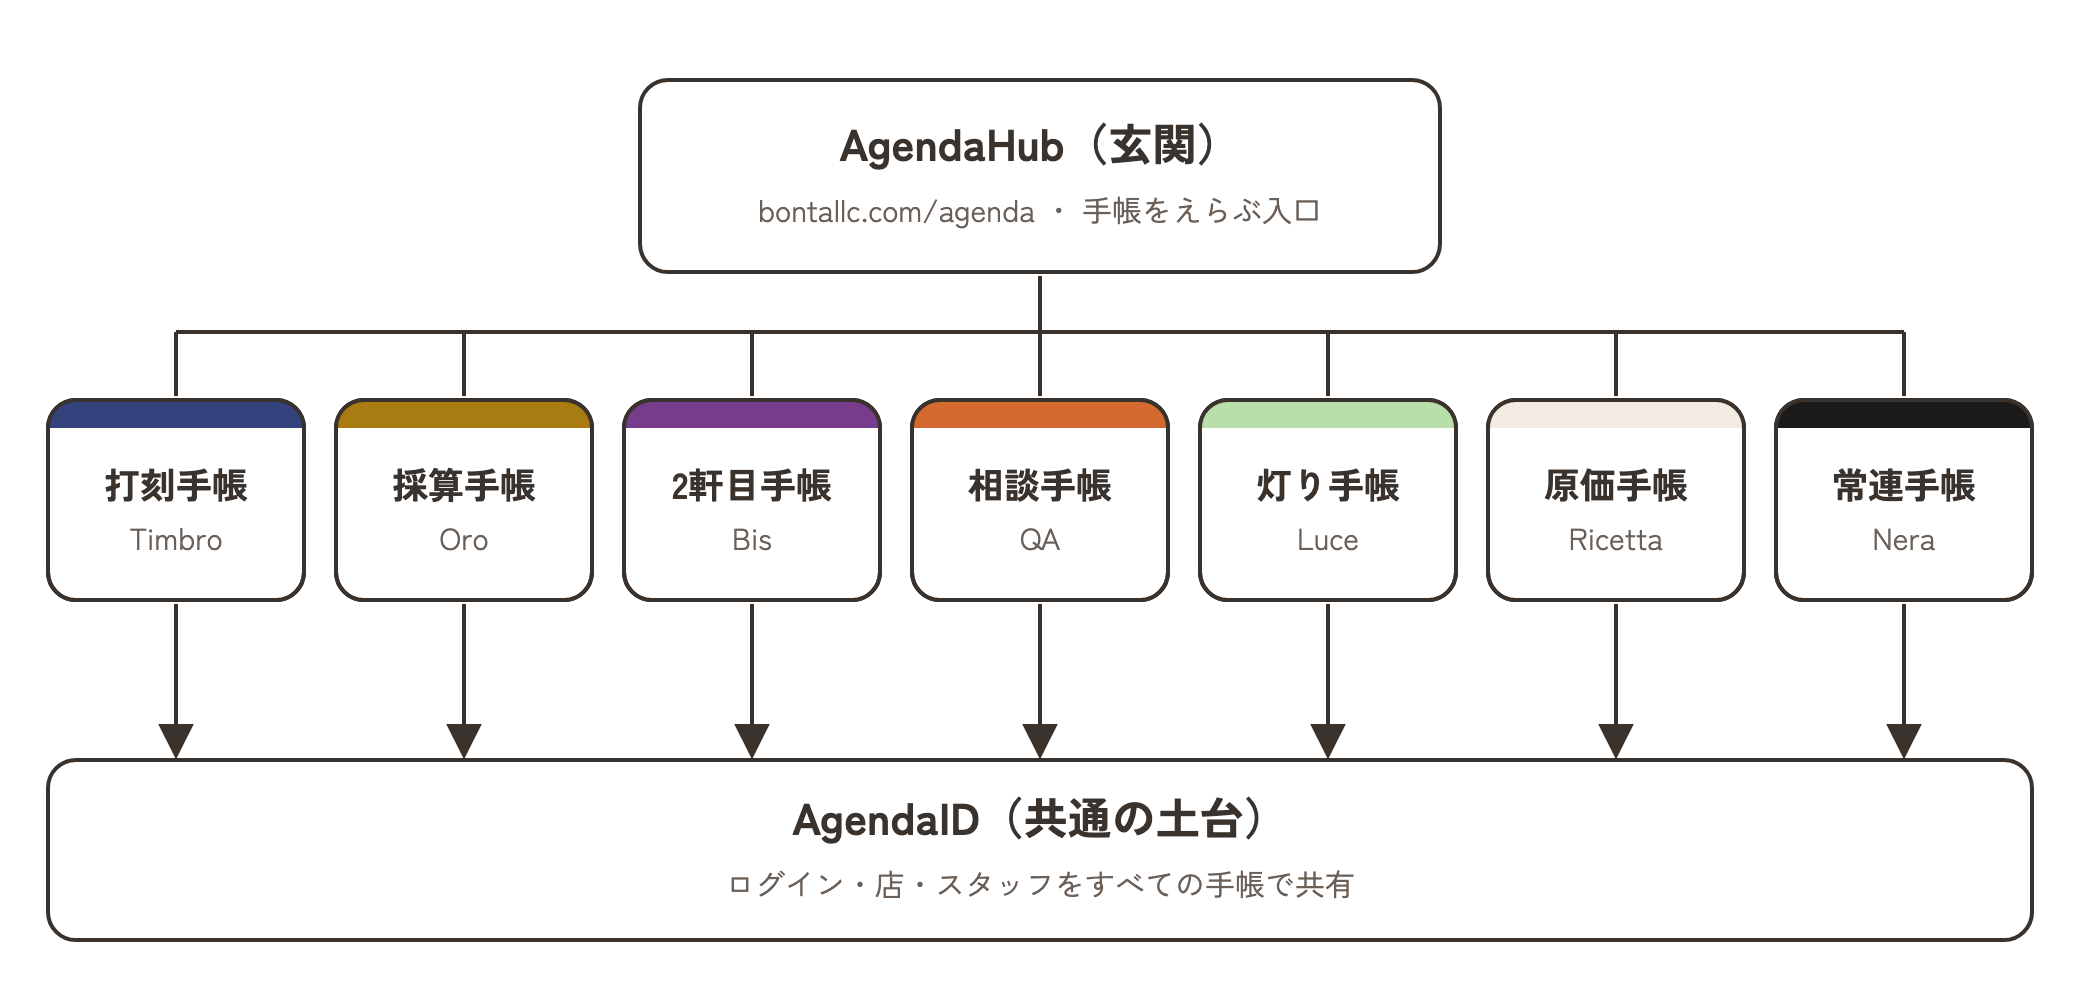 AgendaHub（玄関）
bontallc.com/agenda ・ 手帳をえらぶ入口
打刻手帳
Timbro
採算手帳
Oro
2軒目手帳
Bis
相談手帳
QA
灯り手帳
Luce
原価手帳
Ricetta
常連手帳
Nera
AgendaID（共通の土台）
ログイン・店・スタッフをすべての手帳で共有